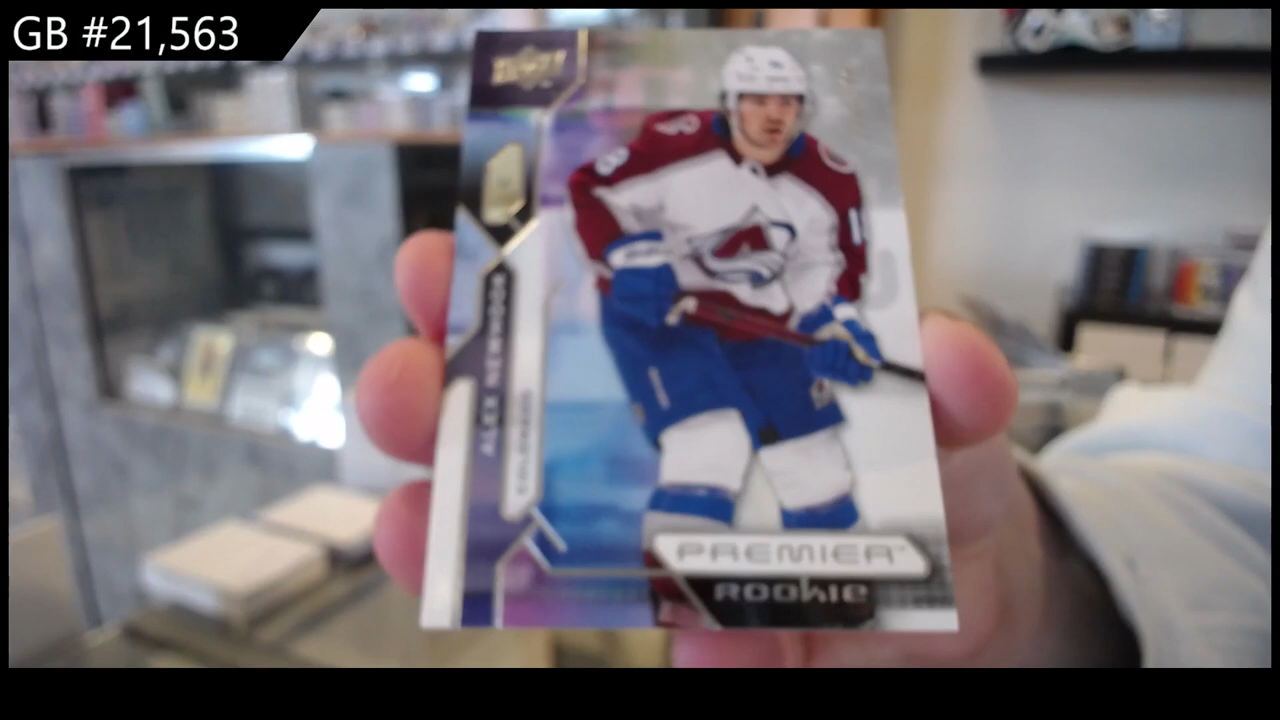 GB #21,563
ALEX NEWHOOK
COLORADO
PREMIER
ROOKIE